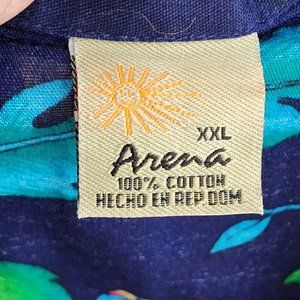 XXL
Arena
100% COTTON
HECHO EN REP.DOM